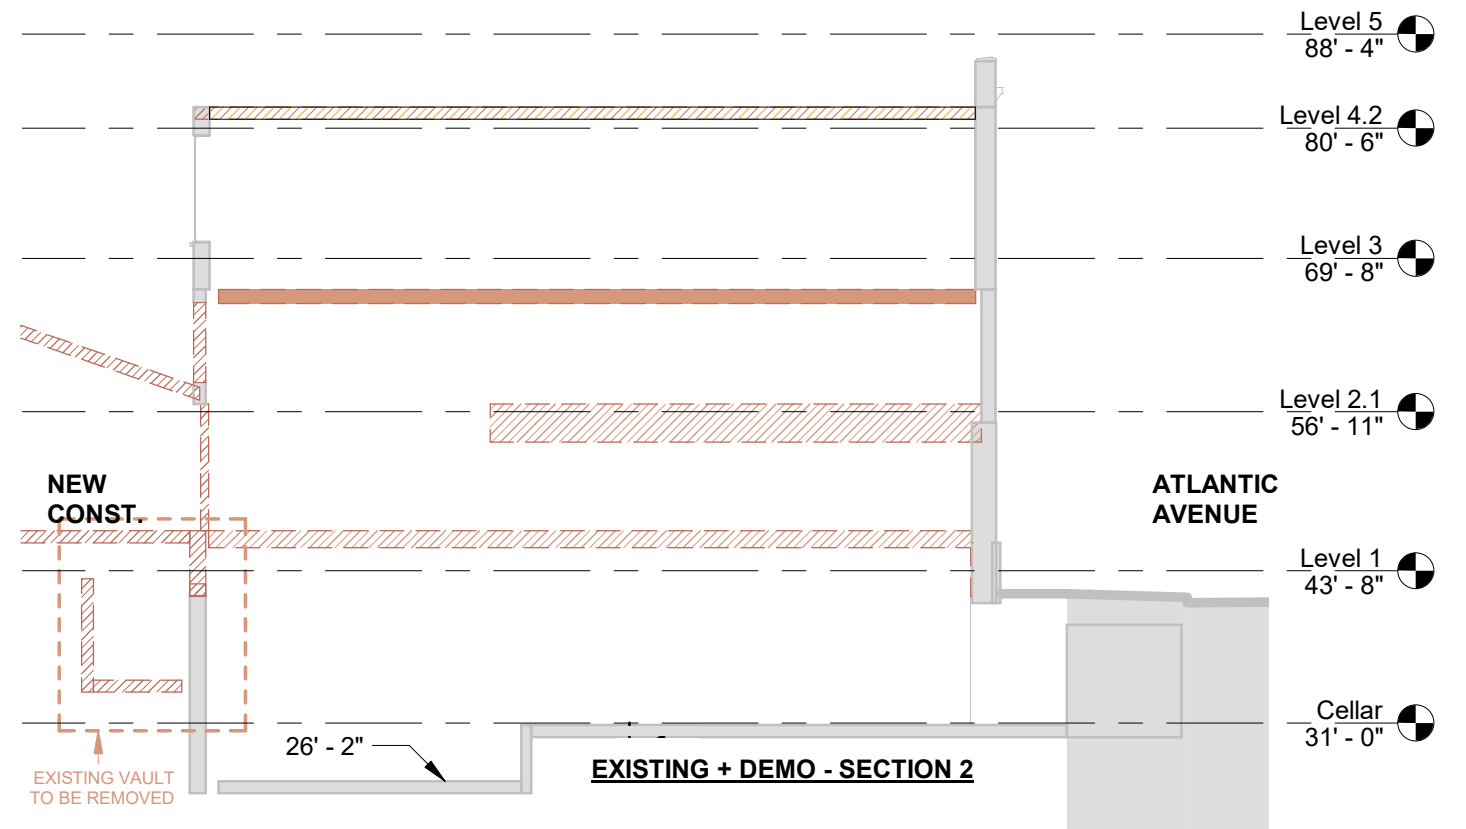 Level 5
88' - 4"
Level 4.2
80' - 6"
Level 3
69' - 8"
Level 2.1
56' - 11"
NEW
CONST.
ATLANTIC
AVENUE
Level 1
43' - 8"
Cellar
31' - 0"
26' - 2"
EXISTING + DEMO - SECTION 2
EXISTING VAULT
TO BE REMOVED